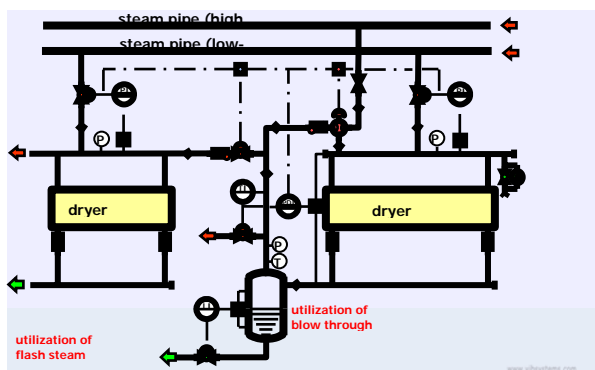 steam pipe (high
steam pipe (low-
P
P
dryer
dryer
P
T
utilization of
blow through
utilization of
flash steam